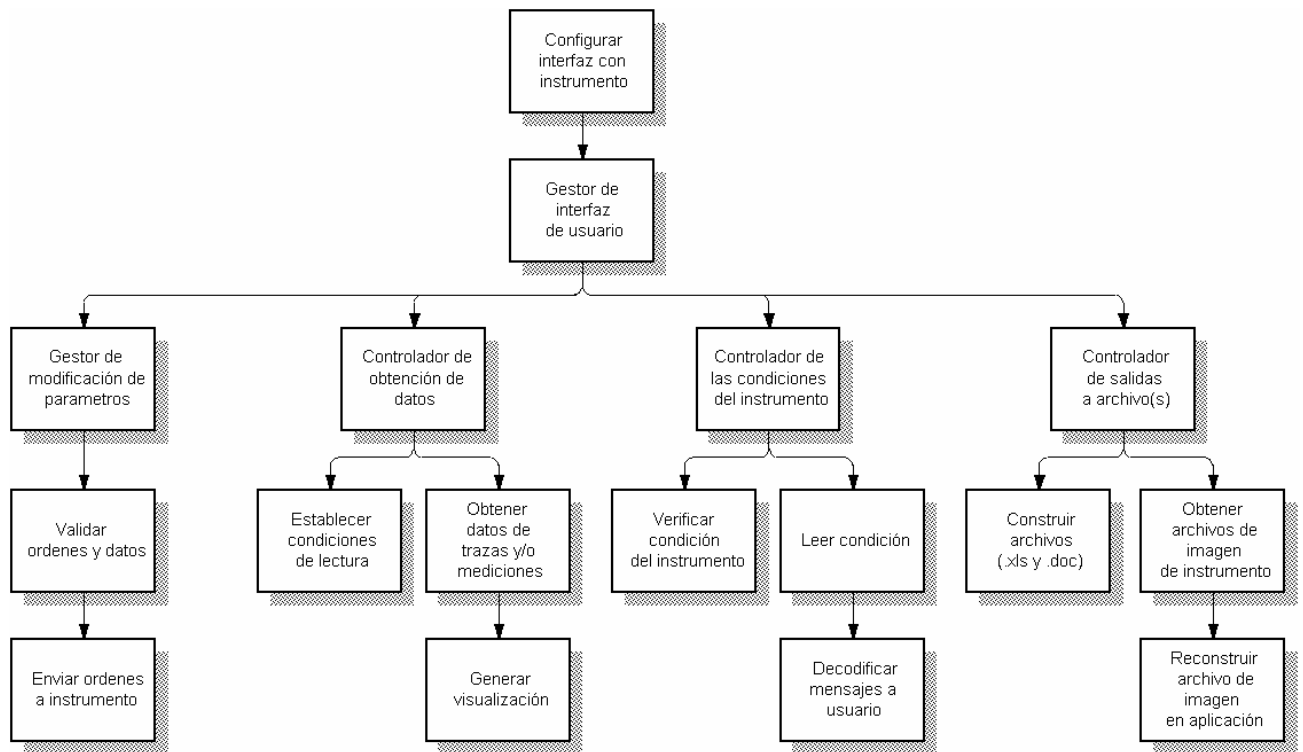 Configurar
interfaz con
instrumento
Gestor de
interfaz
de usuario
Gestor de
modificación de
parametros
Controlador de
obtención de
datos
Controlador de
las condiciones
del instrumento
Controlador
de salidas
a archivo(s)
Validar
ordenes y datos
Establecer
condiciones
de lectura
Obtener
datos de
trazas y/o
mediciones
Verificar
condición
del instrumento
Leer condición
Construir
archivos
(.xls y .doc)
Obtener
archivos de
imagen
de instrumento
Enviar ordenes
a instrumento
Generar
visualización
Decodificar
mensajes a
usuario
Reconstruir
archivo de
imagen
en aplicación